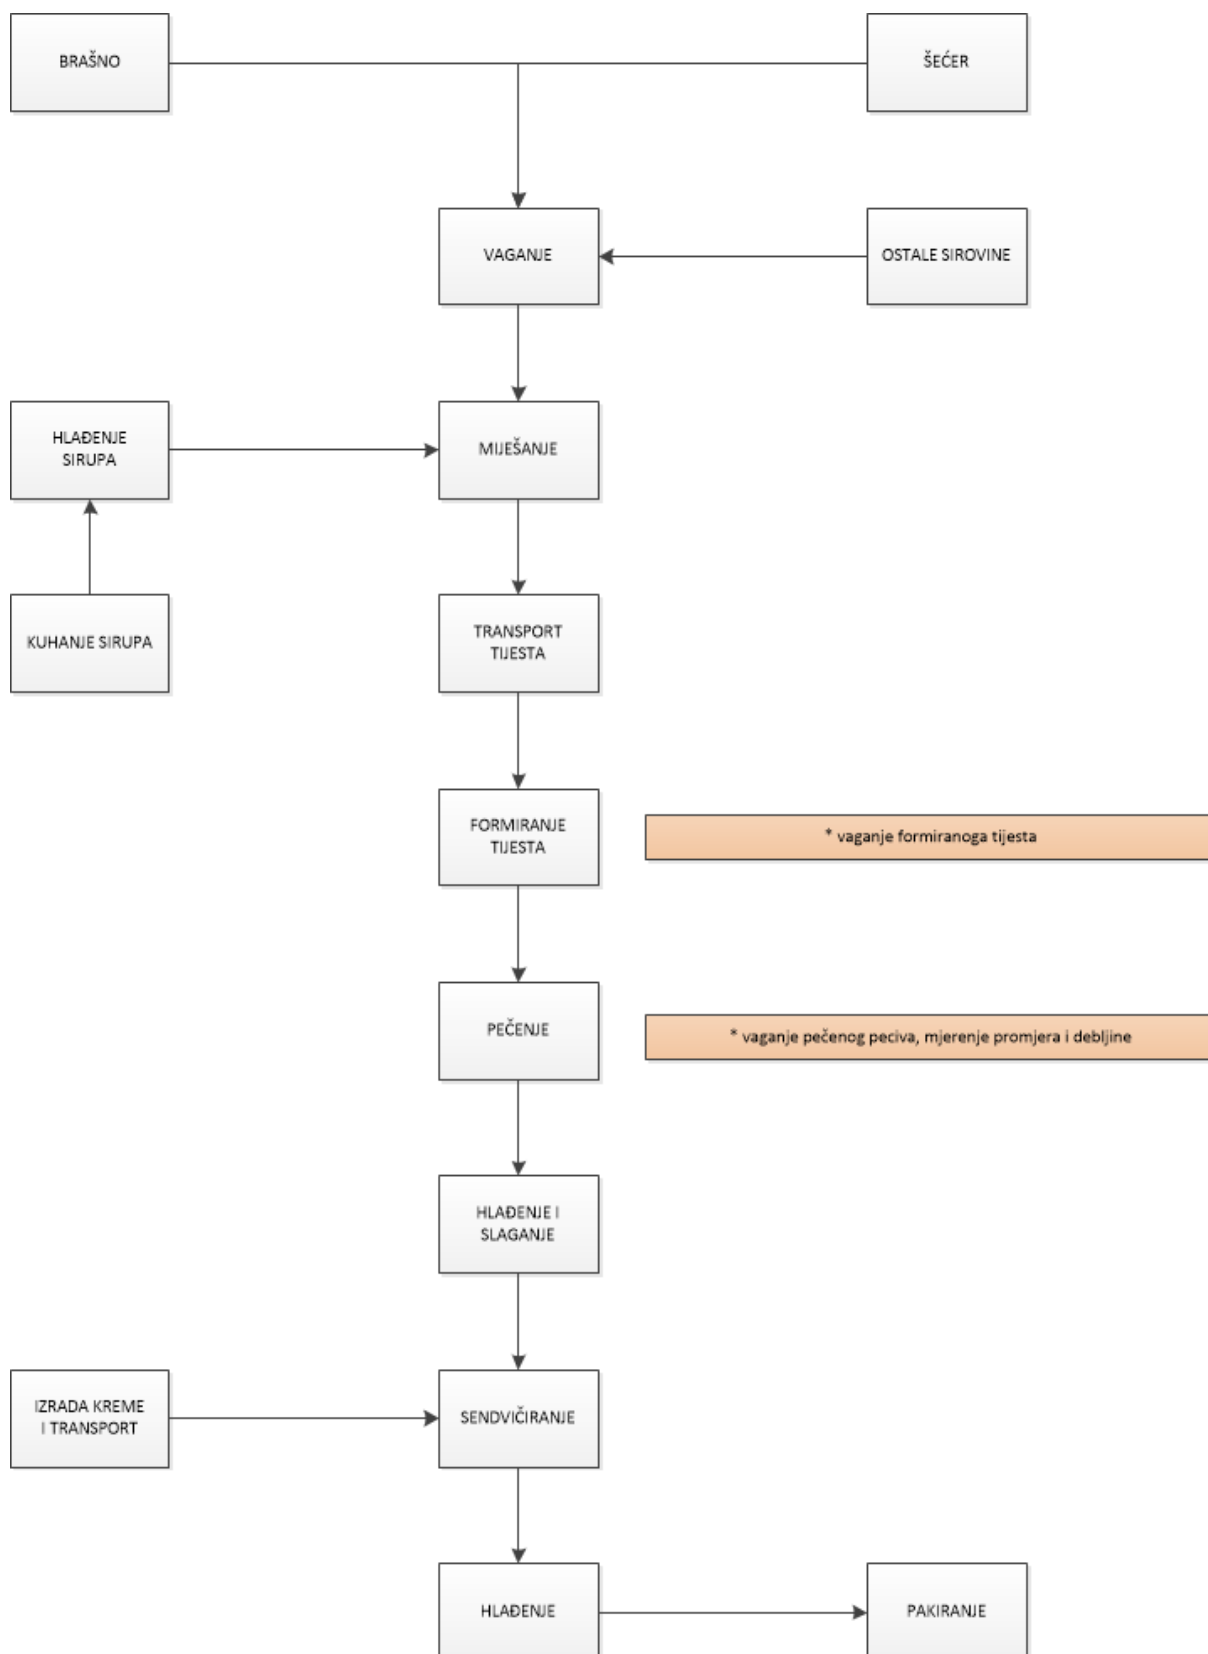 BRAŠNO
ŠEĆER
VAGANJE
OSTALE SIROVINE
HLAĐENJE
SIRUPA
MIJEŠANJE
KUHANJE SIRUPA
TRANSPORT
TIJESTA
FORMIRANJE
TIJESTA
* vaganje formiranoga tijesta
PEČENJE
* vaganje pečenog peciva, mjerenje promjera i debljine
HLAĐENJE I
SLAGANJE
IZRADA KREME
I TRANSPORT
SENDVIČIRANJE
HLAĐENJE
PAKIRANJE